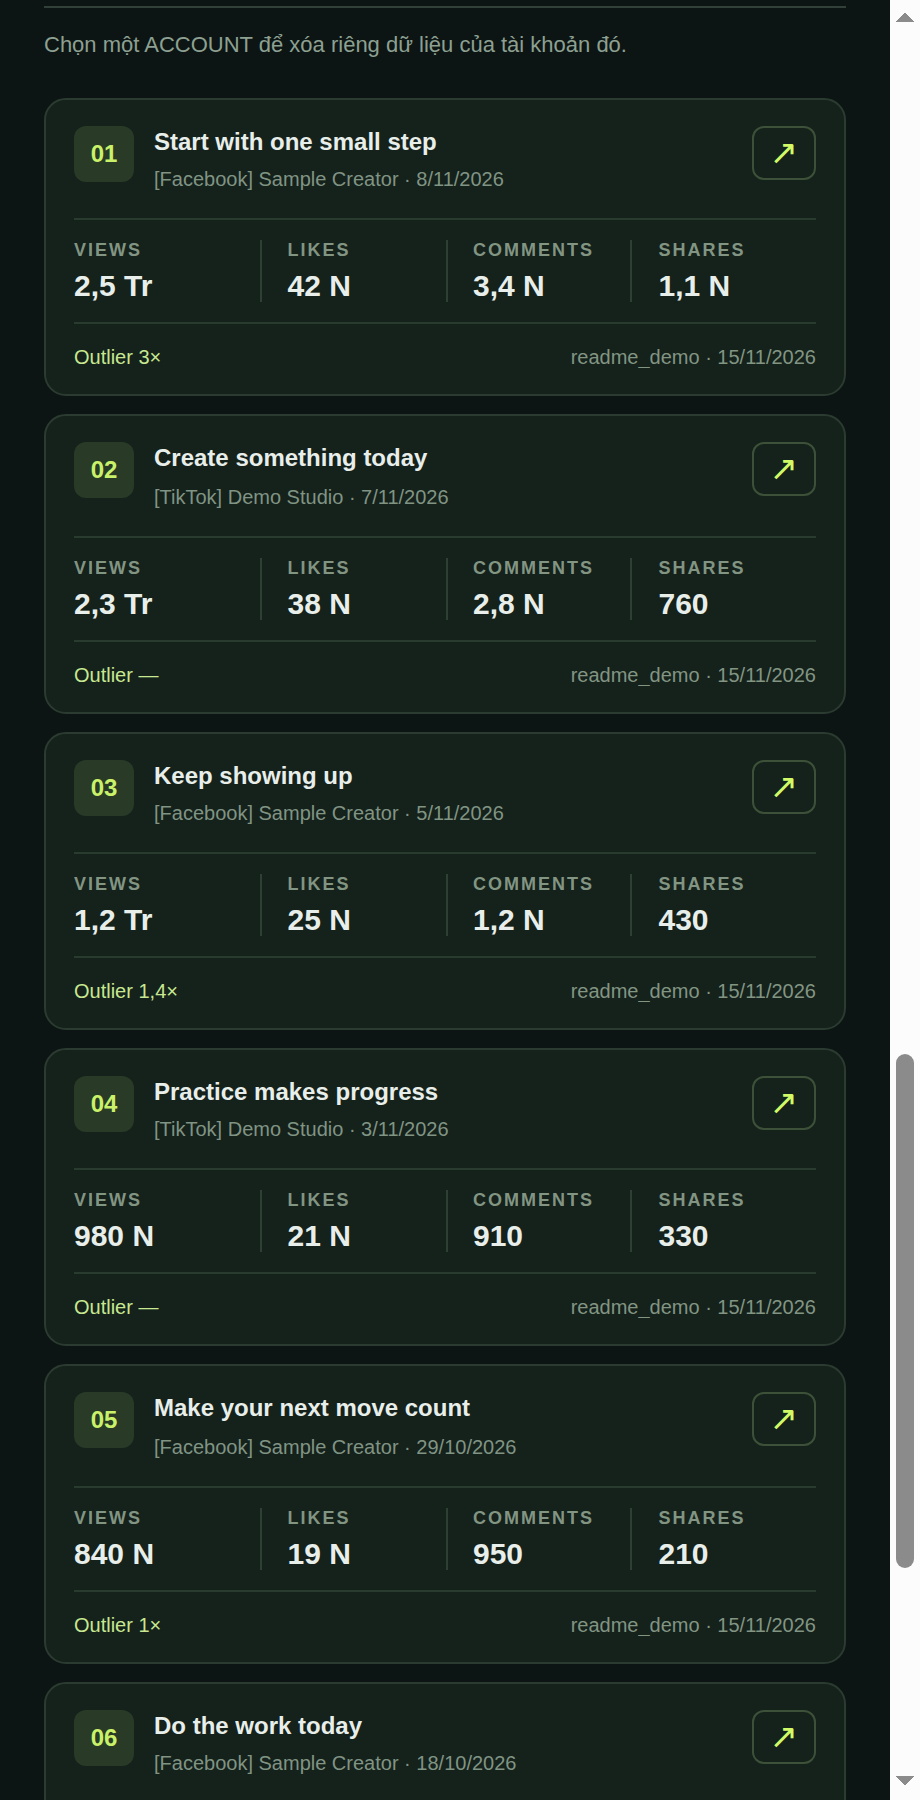 Chọn một ACCOUNT để xóa riêng dữ liệu của tài khoản đó.
01
Start with one small step
[Facebook] Sample Creator · 8/11/2026
VIEWS LIKES COMMENTS SHARES
2,5 Tr 42 N 3,4 N 1,1 N
Outlier 3× readme_demo · 15/11/2026
02
Create something today
[TikTok] Demo Studio · 7/11/2026
VIEWS LIKES COMMENTS SHARES
2,3 Tr 38 N 2,8 N 760
Outlier — readme_demo · 15/11/2026
03
Keep showing up
[Facebook] Sample Creator · 5/11/2026
VIEWS LIKES COMMENTS SHARES
1,2 Tr 25 N 1,2 N 430
Outlier 1,4× readme_demo · 15/11/2026
04
Practice makes progress
[TikTok] Demo Studio · 3/11/2026
VIEWS LIKES COMMENTS SHARES
980 N 21 N 910 330
Outlier — readme_demo · 15/11/2026
05
Make your next move count
[Facebook] Sample Creator · 29/10/2026
VIEWS LIKES COMMENTS SHARES
840 N 19 N 950 210
Outlier 1× readme_demo · 15/11/2026
06
Do the work today
[Facebook] Sample Creator · 18/10/2026